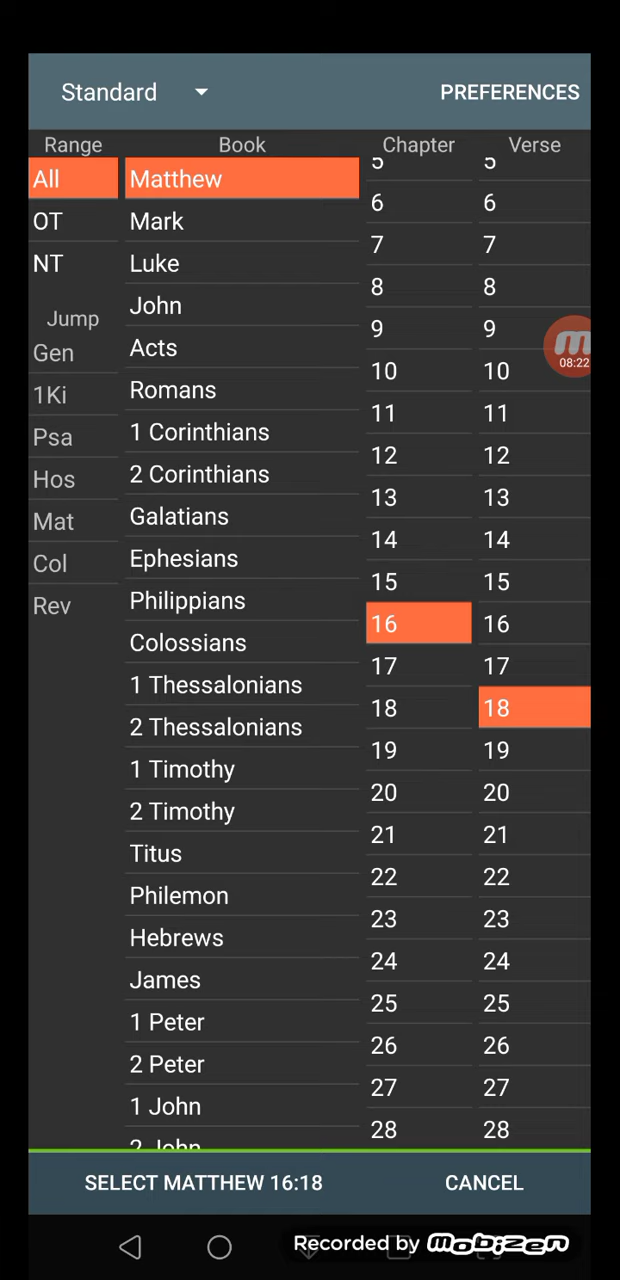 Standard
PREFERENCES
Range Book Chapter Verse
All Matthew 5 5
OT Mark 6 6
NT Luke 7 7
John 8 8
Jump Acts 9 9
Gen Romans 10 10
1Ki 1 Corinthians 11 11
Psa 2 Corinthians 12 12
Hos Galatians 13 13
Mat Ephesians 14 14
Col Philippians 15 15
Rev Colossians 16 16
1 Thessalonians 17 17
2 Thessalonians 18 18
1 Timothy 19 19
2 Timothy 20 20
Titus 21 21
Philemon 22 22
Hebrews 23 23
James 24 24
1 Peter 25 25
2 Peter 26 26
1 John 27 27
2 John 28 28
m
08:22
SELECT MATTHEW 16:18
CANCEL
Recorded by mobizen